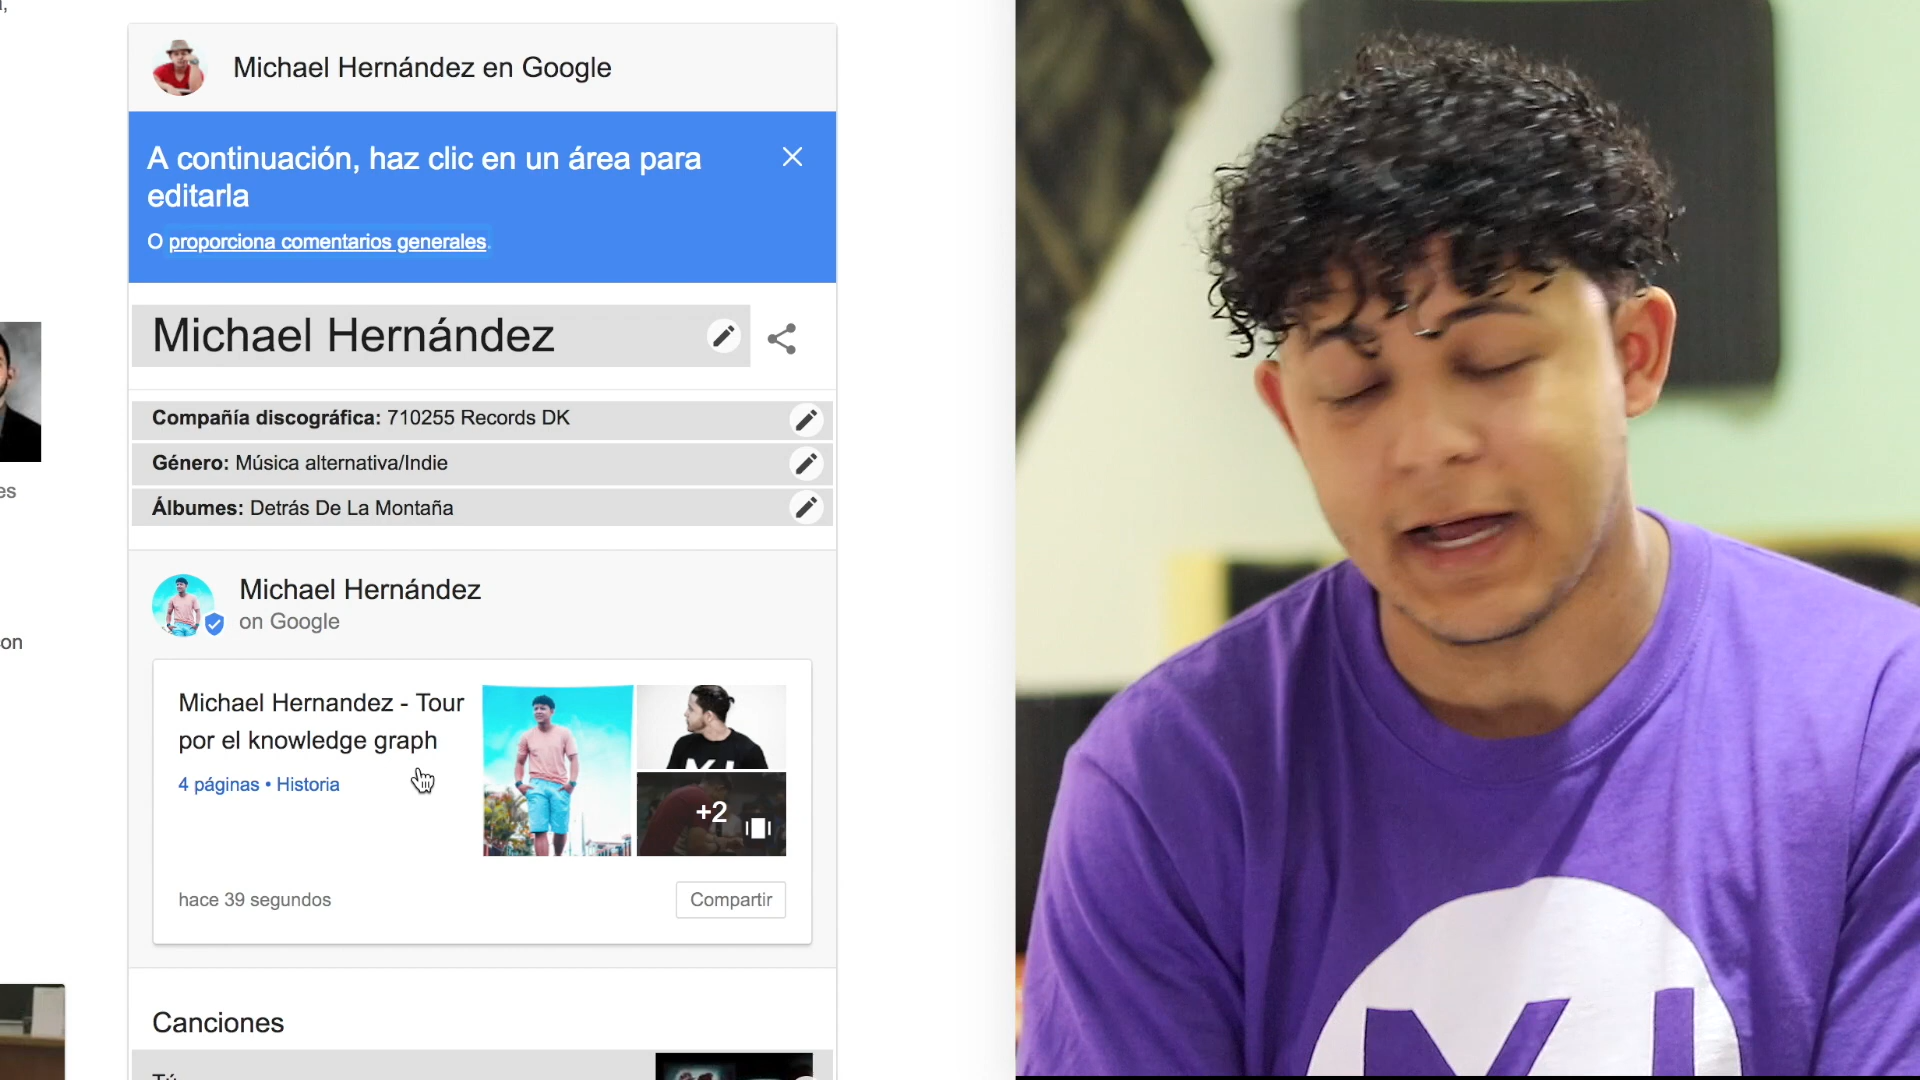 Michael Hernández en Google
A continuación, haz clic en un área para
editarla
O proporciona comentarios generales.
Michael Hernández
Compañía discográfica: 710255 Records DK
Género: Música alternativa/Indie
Álbumes: Detrás De La Montaña
es
on
Michael Hernández
on Google
Michael Hernandez - Tour
por el knowledge graph
4 páginas • Historia
+2
hace 39 segundos
Compartir
Canciones